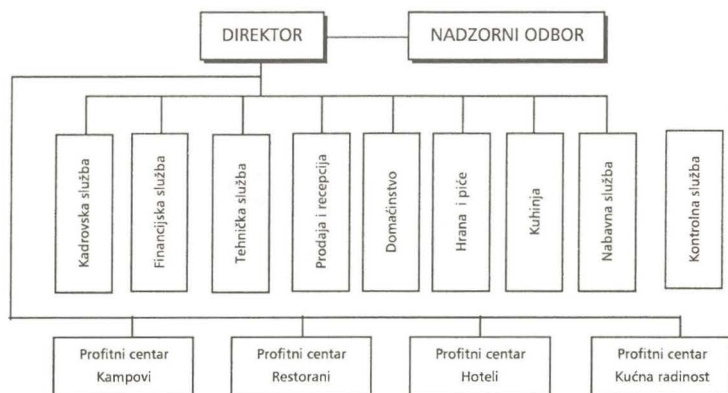 DIREKTOR
NADZORNI ODBOR
Kadrovska služba
Financijska služba
Tehnička služba
Prodaja i recepcija
Domaćinstvo
Hrana i piće
Kuhinja
Nabavna služba
Kontrolna služba
Profitni centar
Kampovi
Profitni centar
Restorani
Profitni centar
Hoteli
Profitni centar
Kućna radinost